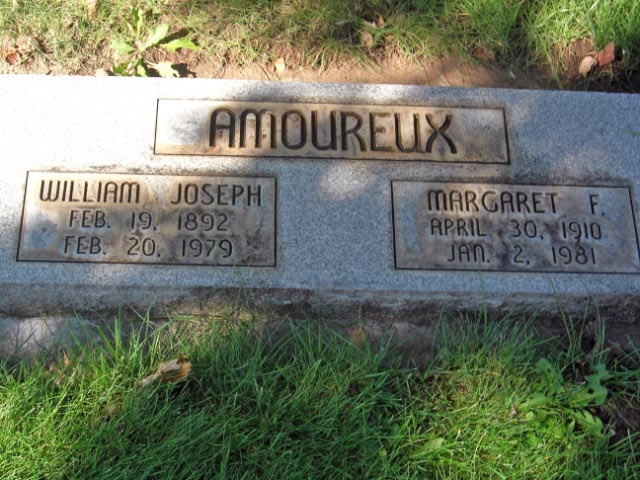 AMOUREUX
WILLIAM JOSEPH
FEB. 19, 1892
FEB. 20, 1979
MARGARET F.
APRIL 30, 1910
JAN. 2, 1981